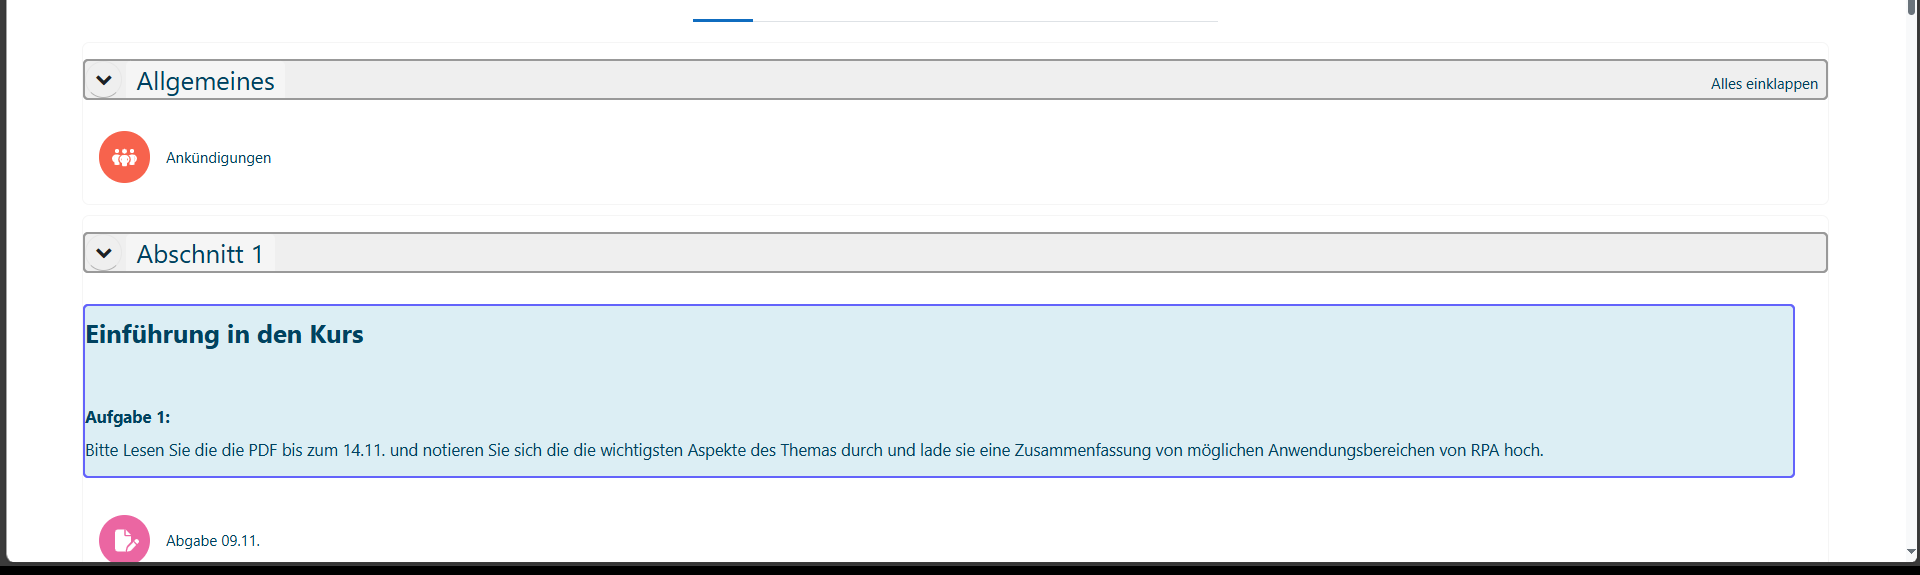 Allgemeines
Alles einklappen
Ankündigungen
Abschnitt 1
Einführung in den Kurs
Aufgabe 1:
Bitte Lesen Sie die die PDF bis zum 14.11. und notieren Sie sich die die wichtigsten Aspekte des Themas durch und lade sie eine Zusammenfassung von möglichen Anwendungsbereichen von RPA hoch.
Abgabe 09.11.